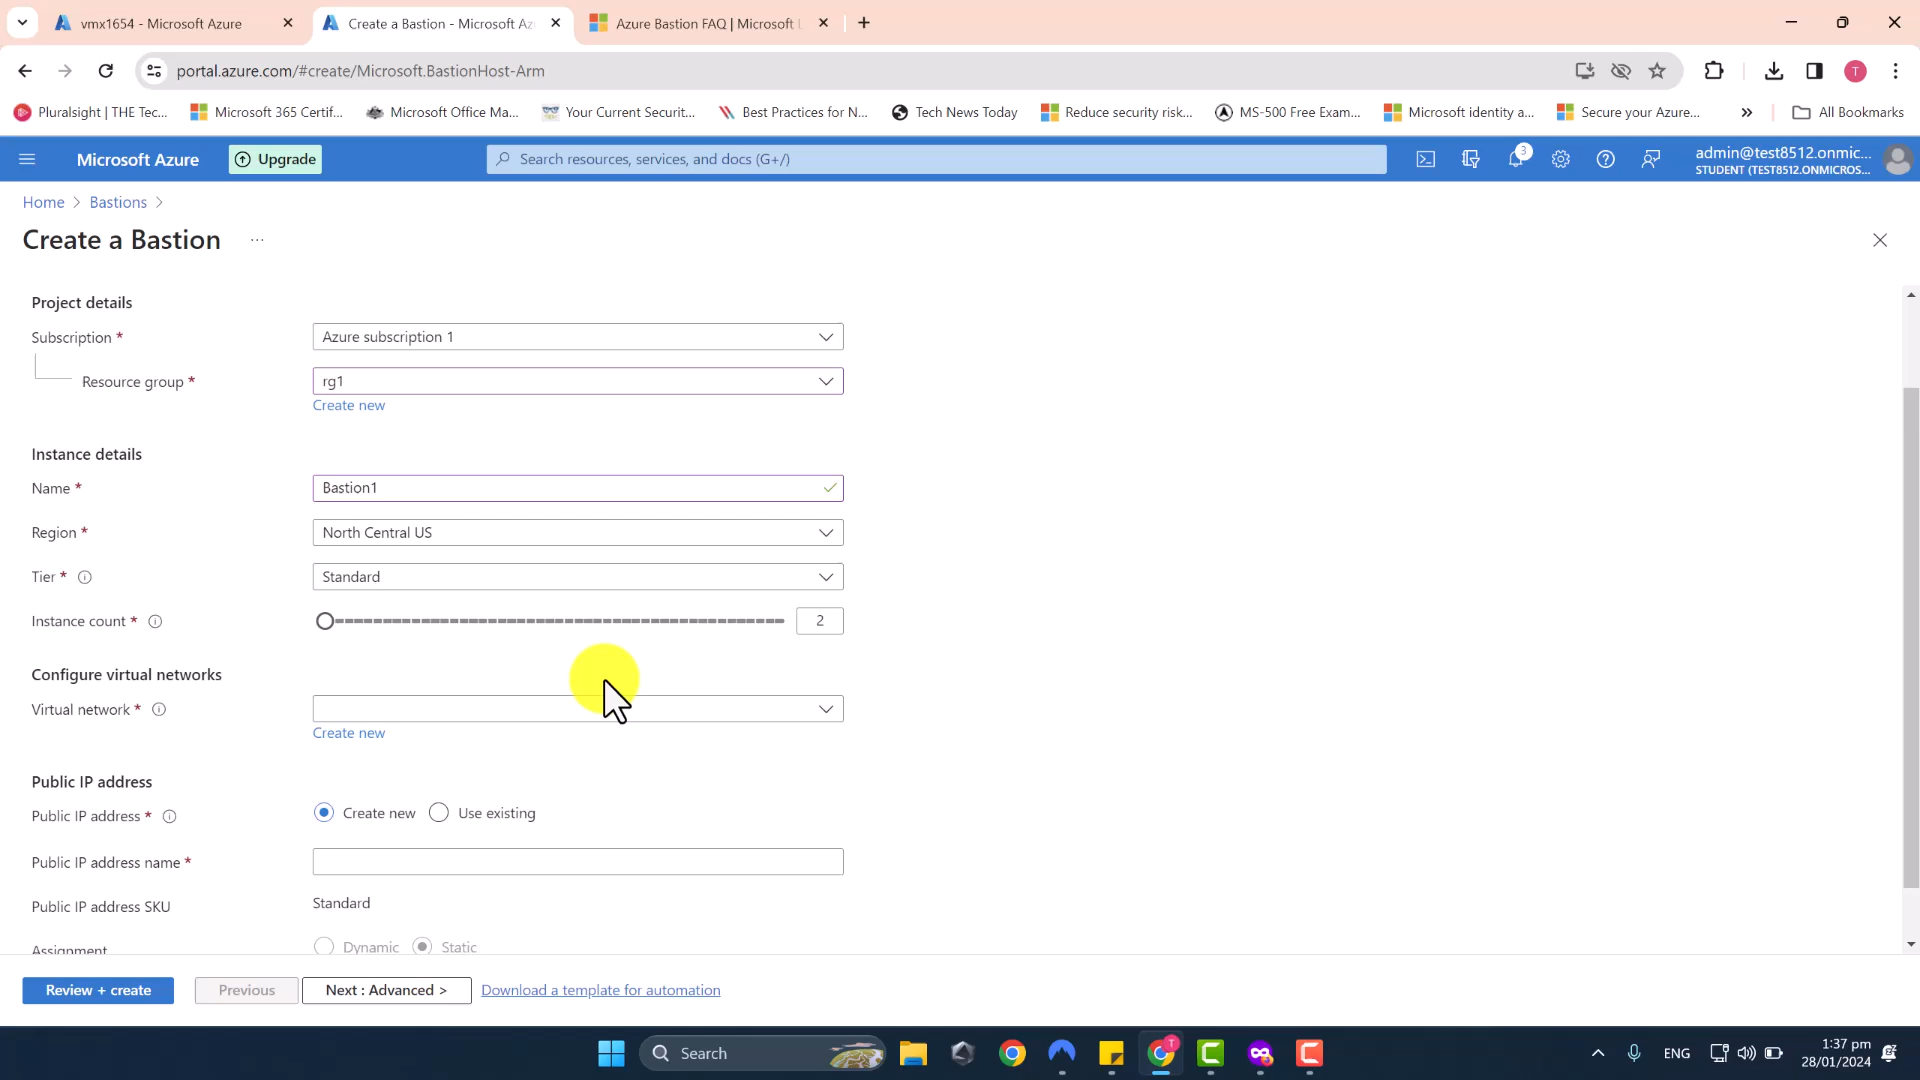 vmx1654 - Microsoft Azure
Create a Bastion - Microsoft Az
Azure Bastion FAQ | Microsoft L
portal.azure.com/#create/Microsoft.BastionHost-Arm
T
Pluralsight | THE Tec...
Microsoft 365 Certif...
Microsoft Office Ma...
Your Current Securit...
Best Practices for N...
Tech News Today
Reduce security risk...
MS-500 Free Exam...
Microsoft identity a...
Secure your Azure...
»
All Bookmarks
Microsoft Azure
Upgrade
Search resources, services, and docs (G+/)
3
admin@test8512.onmic...
STUDENT (TEST8512.ONMICROS...
Home > Bastions >
Create a Bastion ...
Project details
Subscription *
Azure subscription 1
Resource group *
rg1
Create new
Instance details
Name *
Bastion1
Region *
North Central US
Tier *
Standard
Instance count *
2
Configure virtual networks
Virtual network *
Create new
Public IP address
Public IP address *
Create new
Use existing
Public IP address name *
Public IP address SKU
Standard
Assignment
Dynamic
Static
Review + create
Previous
Next : Advanced >
Download a template for automation
Search
T
ENG
1:37 pm
28/01/2024